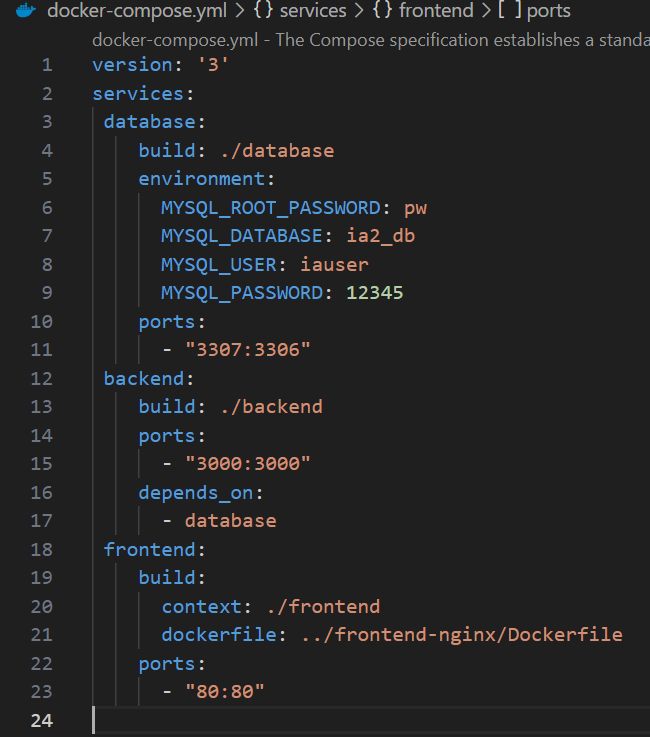 docker-compose.yml > {} services > {} frontend > [ ] ports
docker-compose.yml - The Compose specification establishes a standa
1 version: '3'
2 services:
3  database:
4    build: ./database
5    environment:
6      MYSQL_ROOT_PASSWORD: pw
7      MYSQL_DATABASE: ia2_db
8      MYSQL_USER: iauser
9      MYSQL_PASSWORD: 12345
10    ports:
11      - "3307:3306"
12  backend:
13    build: ./backend
14    ports:
15      - "3000:3000"
16    depends_on:
17      - database
18  frontend:
19    build:
20      context: ./frontend
21      dockerfile: ../frontend-nginx/Dockerfile
22    ports:
23      - "80:80"
24